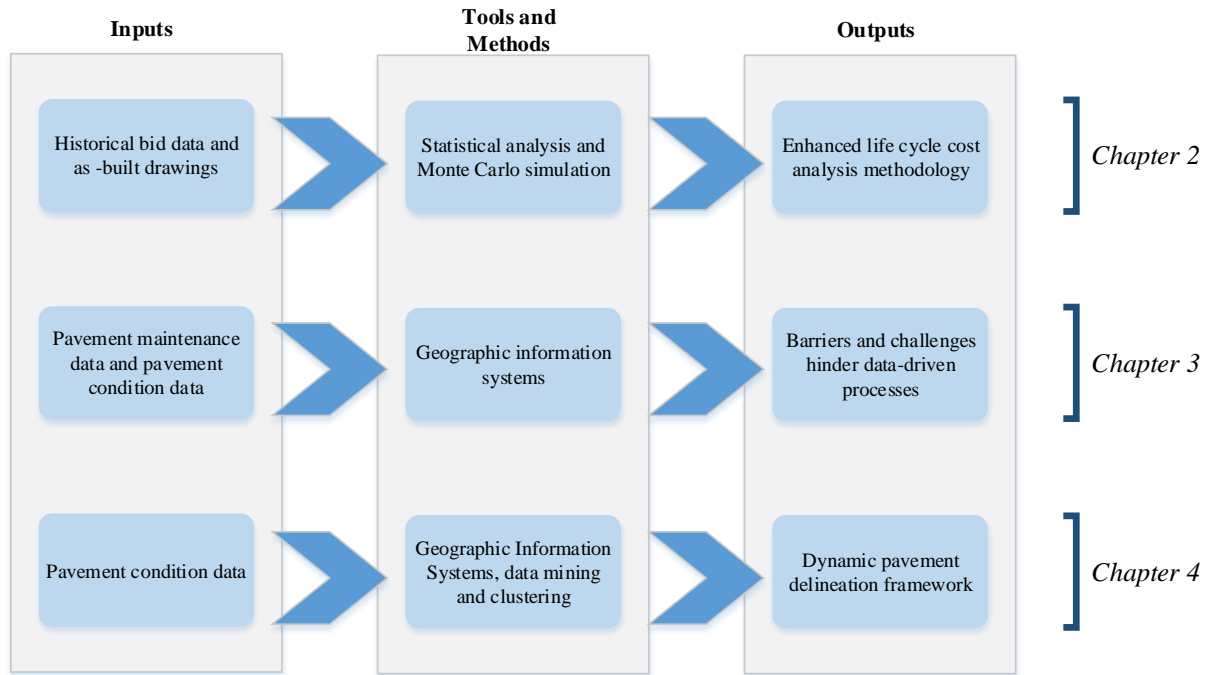 Inputs
Tools and
Methods
Outputs
Historical bid data and
as -built drawings
Statistical analysis and
Monte Carlo simulation
Enhanced life cycle cost
analysis methodology
Chapter 2
Pavement maintenance
data and pavement
condition data
Geographic information
systems
Barriers and challenges
hinder data-driven
processes
Chapter 3
Pavement condition data
Geographic Information
Systems, data mining
and clustering
Dynamic pavement
delineation framework
Chapter 4